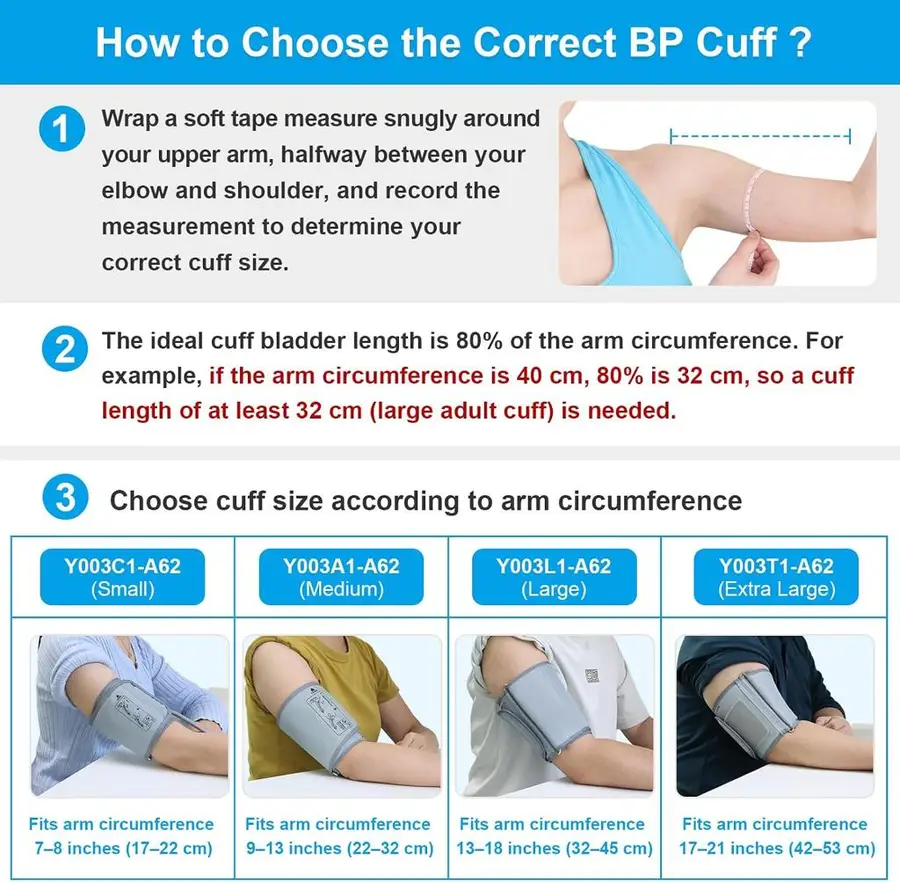 How to Choose the Correct BP Cuff ?
1
Wrap a soft tape measure snugly around
your upper arm, halfway between your
elbow and shoulder, and record the
measurement to determine your
correct cuff size.
2
The ideal cuff bladder length is 80% of the arm circumference. For
example, if the arm circumference is 40 cm, 80% is 32 cm, so a cuff
length of at least 32 cm (large adult cuff) is needed.
3
Choose cuff size according to arm circumference
Y003C1-A62
(Small)
Y003A1-A62
(Medium)
Y003L1-A62
(Large)
Y003T1-A62
(Extra Large)
Fits arm circumference
7–8 inches (17–22 cm)
Fits arm circumference
9–13 inches (22–32 cm)
Fits arm circumference
13–18 inches (32–45 cm)
Fits arm circumference
17–21 inches (42–53 cm)